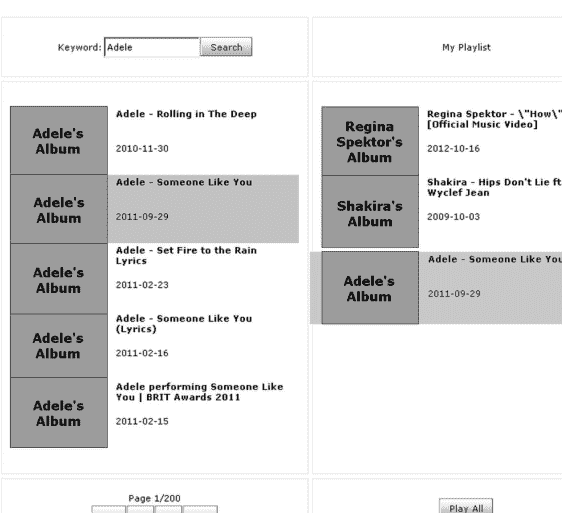 Keyword: Adele Search
My Playlist
Adele's
Album
Adele - Rolling in The Deep
2010-11-30
Adele's
Album
Adele - Someone Like You
2011-09-29
Adele's
Album
Adele - Set Fire to the Rain
Lyrics
2011-02-23
Adele's
Album
Adele - Someone Like You
(Lyrics)
2011-02-16
Adele's
Album
Adele performing Someone Like
You | BRIT Awards 2011
2011-02-15
Page 1/200
Regina
Spektor's
Album
Regina Spektor - \"How\"
[Official Music Video]
2012-10-16
Shakira's
Album
Shakira - Hips Don't Lie ft
Wyclef Jean
2009-10-03
Adele's
Album
Adele - Someone Like You
2011-09-29
Play All